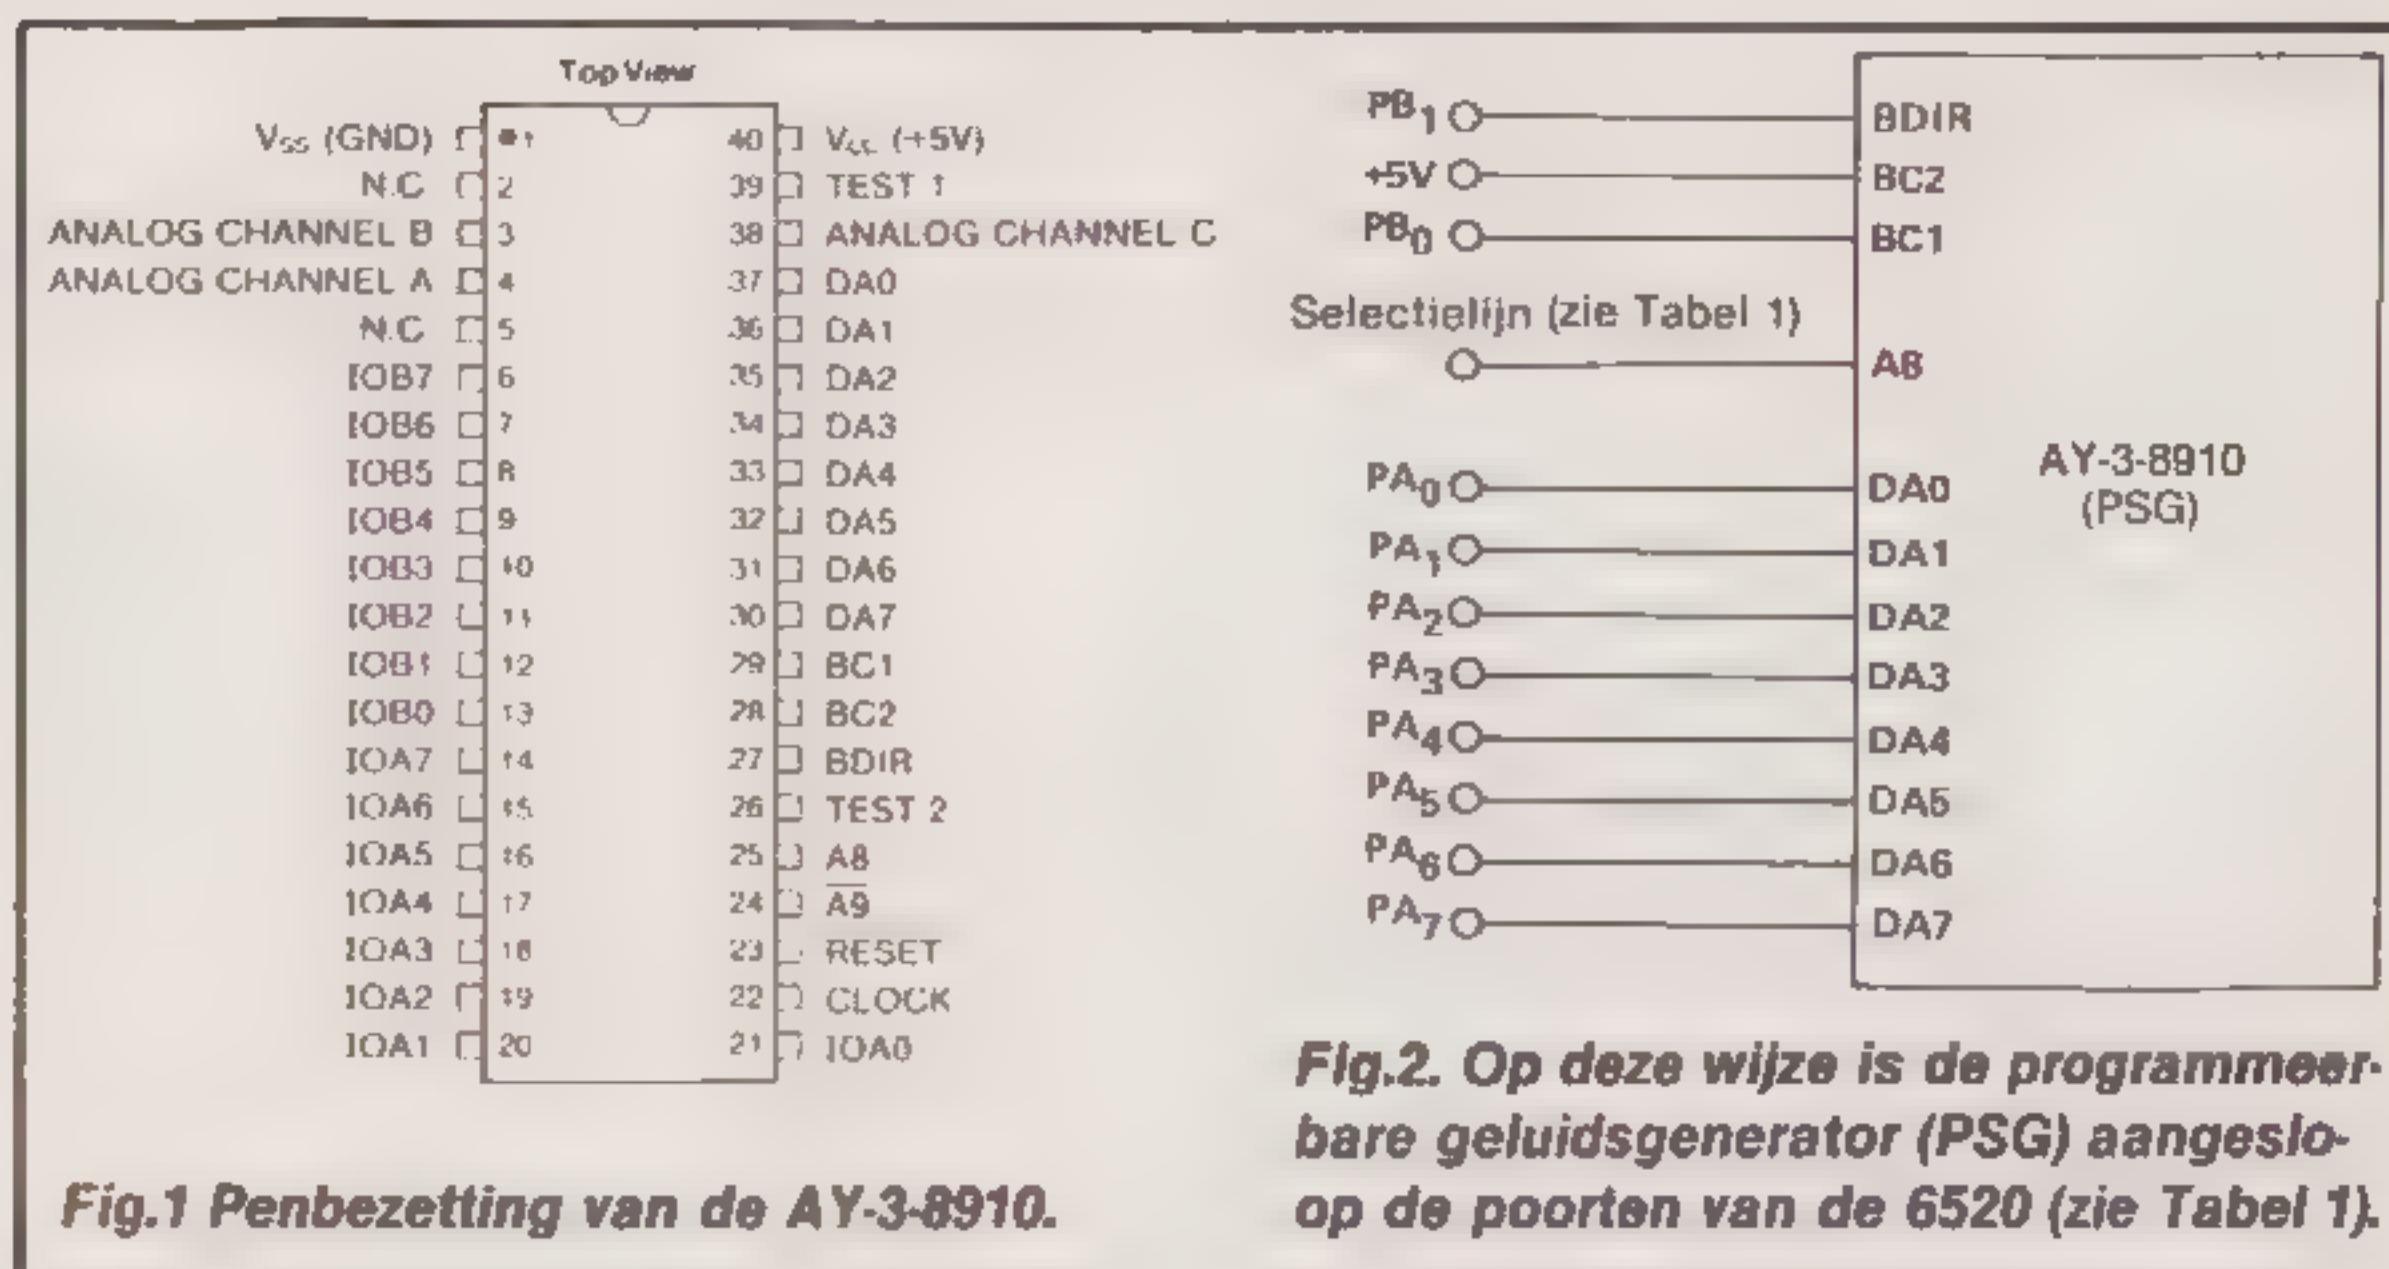 Top View
VSS (GND) 1 40 VCC (+5V)
N.C 2 39 TEST 1
ANALOG CHANNEL B 3 38 ANALOG CHANNEL C
ANALOG CHANNEL A 4 37 DA0
N.C 5 36 DA1
IOB7 6 35 DA2
IOB6 7 34 DA3
IOB5 8 33 DA4
IOB4 9 32 DA5
IOB3 10 31 DA6
IOB2 11 30 DA7
IOB1 12 29 BC1
IOB0 13 28 BC2
IOA7 14 27 BDIR
IOA6 15 26 TEST 2
IOA5 16 25 A8
IOA4 17 24 A̅9̅
IOA3 18 23 RESET
IOA2 19 22 CLOCK
IOA1 20 21 IOA0
Fig.1 Penbezetting van de AY-3-8910.
PB1 BDIR
+5V BC2
PB0 BC1
Selectielijn (zie Tabel 1)
A8
AY-3-8910
(PSG)
PA0 DA0
PA1 DA1
PA2 DA2
PA3 DA3
PA4 DA4
PA5 DA5
PA6 DA6
PA7 DA7
Fig.2. Op deze wijze is de programmeer-
bare geluidsgenerator (PSG) aangeslo-
op de poorten van de 6520 (zie Tabel 1).